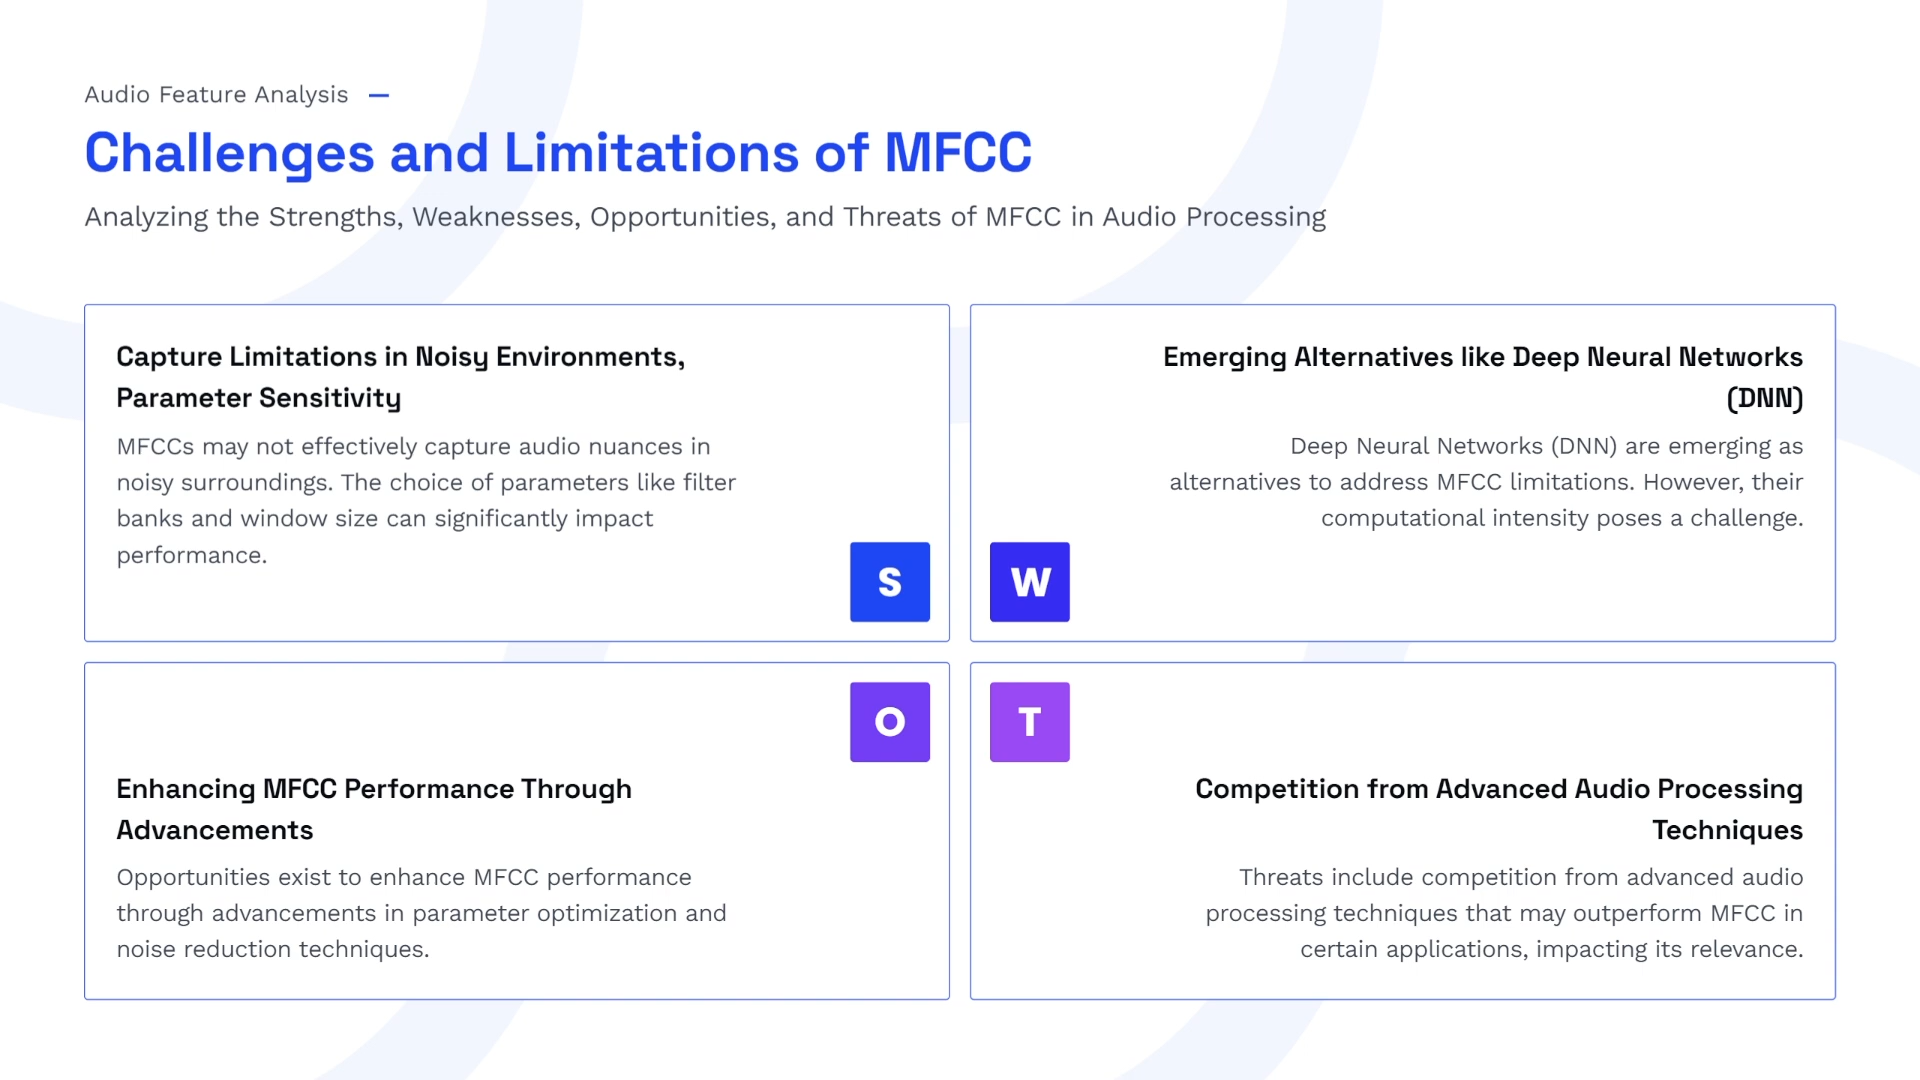 Audio Feature Analysis
Challenges and Limitations of MFCC
Analyzing the Strengths, Weaknesses, Opportunities, and Threats of MFCC in Audio Processing
Capture Limitations in Noisy Environments,
Parameter Sensitivity
MFCCs may not effectively capture audio nuances in
noisy surroundings. The choice of parameters like filter
banks and window size can significantly impact
performance.
S
Emerging Alternatives like Deep Neural Networks
(DNN)
Deep Neural Networks (DNN) are emerging as
alternatives to address MFCC limitations. However, their
computational intensity poses a challenge.
W
O
Enhancing MFCC Performance Through
Advancements
Opportunities exist to enhance MFCC performance
through advancements in parameter optimization and
noise reduction techniques.
T
Competition from Advanced Audio Processing
Techniques
Threats include competition from advanced audio
processing techniques that may outperform MFCC in
certain applications, impacting its relevance.